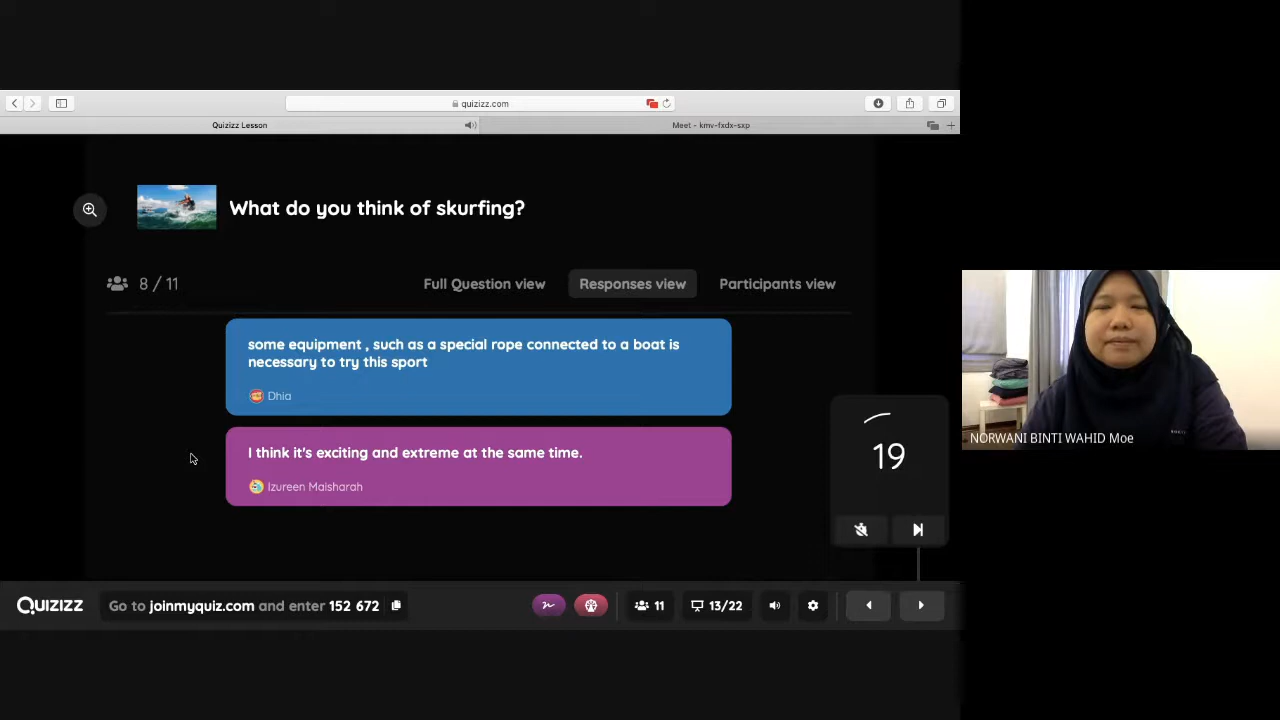 quizizz.com
Quizizz Lesson
Meet - kmv-fxdx-sxp
What do you think of skurfing?
8 / 11
Full Question view
Responses view
Participants view
some equipment , such as a special rope connected to a boat is
necessary to try this sport
Dhia
I think it's exciting and extreme at the same time.
Izureen Maisharah
19
NORWANI BINTI WAHID Moe
QUIZIZZ
Go to joinmyquiz.com and enter 152 672
11
13/22